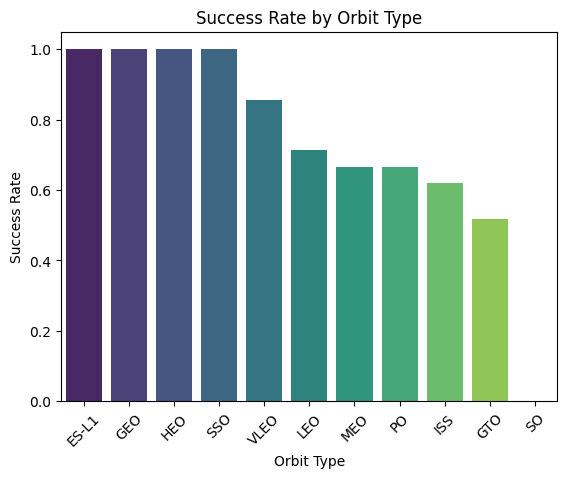 Success Rate by Orbit Type
Success Rate
1.0
0.8
0.6
0.4
0.2
0.0
ES-L1
GEO
HEO
SSO
VLEO
LEO
MEO
PO
ISS
GTO
SO
Orbit Type